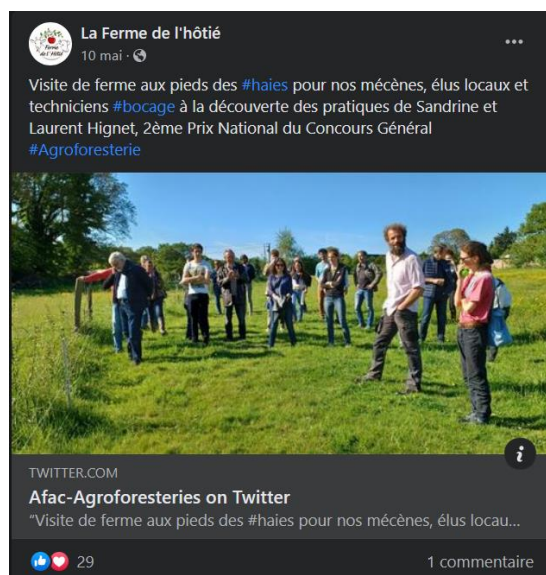 La Ferme de l'hôtié
10 mai ·
Visite de ferme aux pieds des #haies pour nos mécènes, élus locaux et
techniciens #bocage à la découverte des pratiques de Sandrine et
Laurent Hignet, 2ème Prix National du Concours Général
#Agroforesterie
TWITTER.COM
Afac-Agroforesteries on Twitter
“Visite de ferme aux pieds des #haies pour nos mécènes, élus locau...
29
1 commentaire